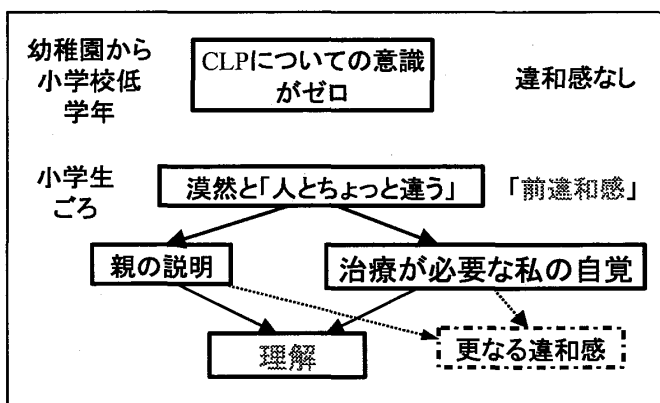 幼稚園から
小学校低
学年
CLPについての意識
がゼロ
違和感なし
小学生
ごろ
漠然と「人とちょっと違う」
「前違和感」
親の説明
治療が必要な私の自覚
理解
更なる違和感